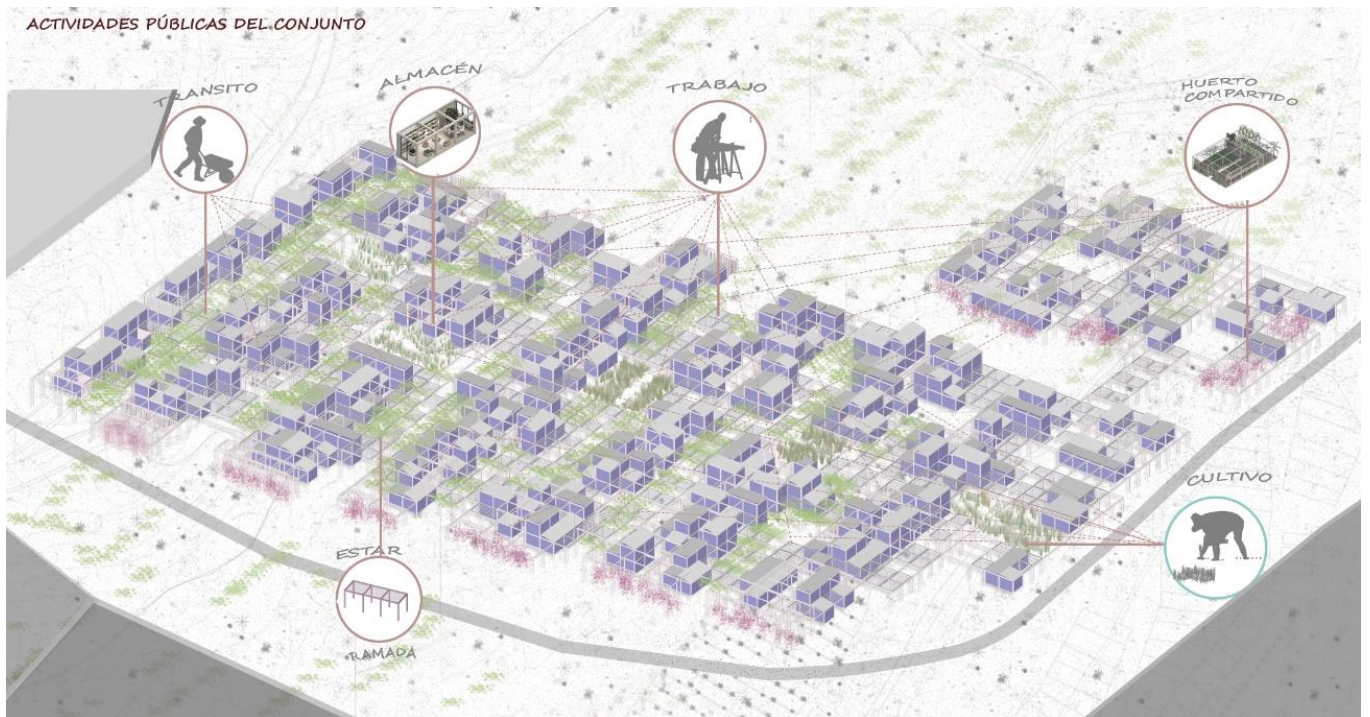 ACTIVIDADES PÚBLICAS DEL CONJUNTO
TRANSITO
ALMACÉN
TRABAJO
HUERTO
COMPARTIDO
CULTIVO
ESTAR
RAMADA